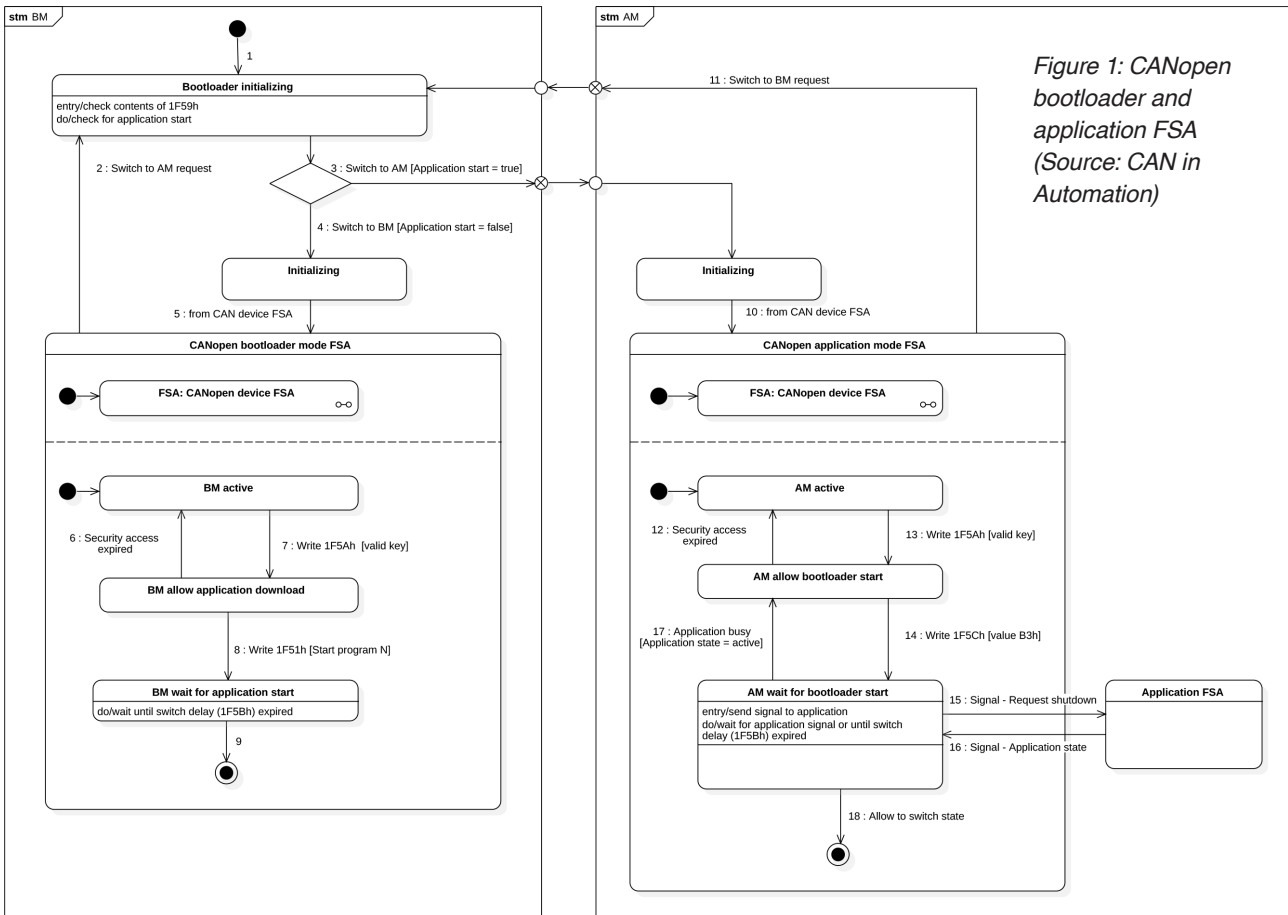 stm BM
1
Bootloader initializing
entry/check contents of 1F59h
do/check for application start
2 : Switch to AM request
3 : Switch to AM [Application start = true]
4 : Switch to BM [Application start = false]
Initializing
5 : from CAN device FSA
CANopen bootloader mode FSA
FSA: CANopen device FSA
BM active
6 : Security access
expired
7 : Write 1F5Ah [valid key]
BM allow application download
8 : Write 1F51h [Start program N]
BM wait for application start
do/wait until switch delay (1F5Bh) expired
9
stm AM
11 : Switch to BM request
Initializing
10 : from CAN device FSA
CANopen application mode FSA
FSA: CANopen device FSA
AM active
12 : Security access
expired
13 : Write 1F5Ah [valid key]
AM allow bootloader start
17 : Application busy
[Application state = active]
14 : Write 1F5Ch [value B3h]
AM wait for bootloader start
entry/send signal to application
do/wait for application signal or until switch
delay (1F5Bh) expired
15 : Signal - Request shutdown
16 : Signal - Application state
Application FSA
18 : Allow to switch state
Figure 1: CANopen
bootloader and
application FSA
(Source: CAN in
Automation)